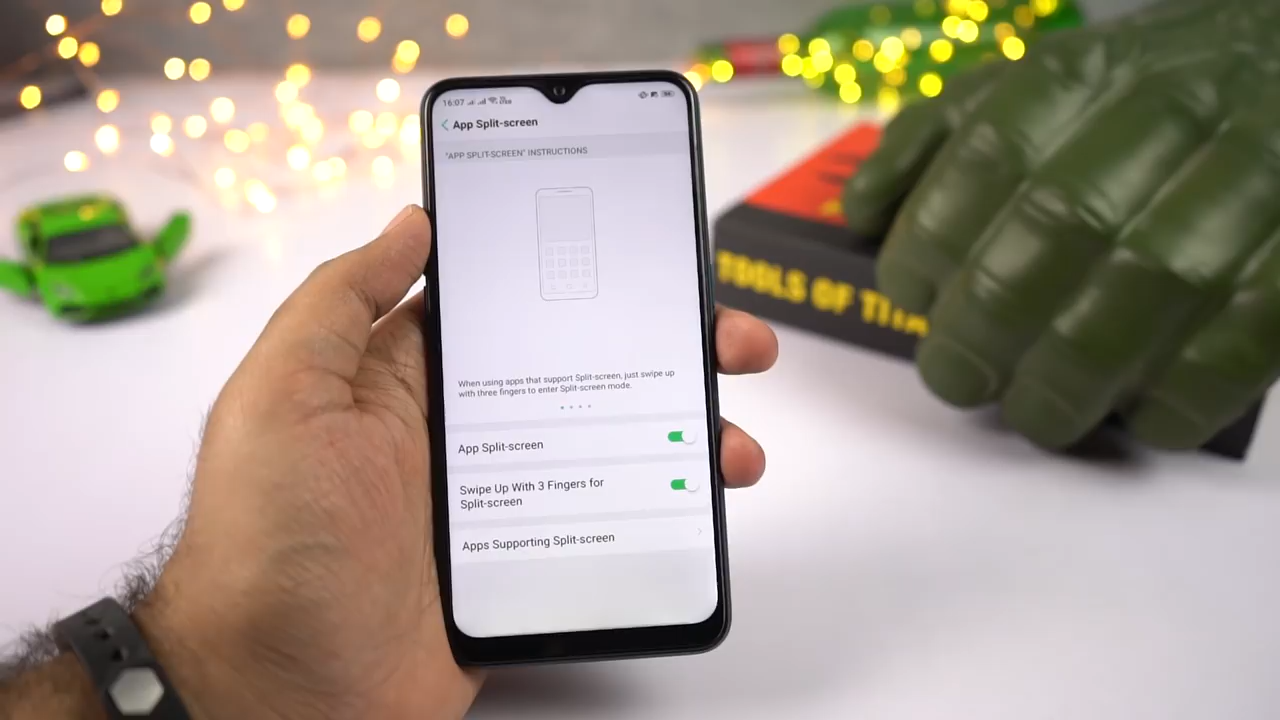 16:07
App Split-screen
"APP SPLIT-SCREEN" INSTRUCTIONS
When using apps that support Split-screen, just swipe up
with three fingers to enter Split-screen mode.
App Split-screen
Swipe Up With 3 Fingers for
Split-screen
Apps Supporting Split-screen
TOOLS OF